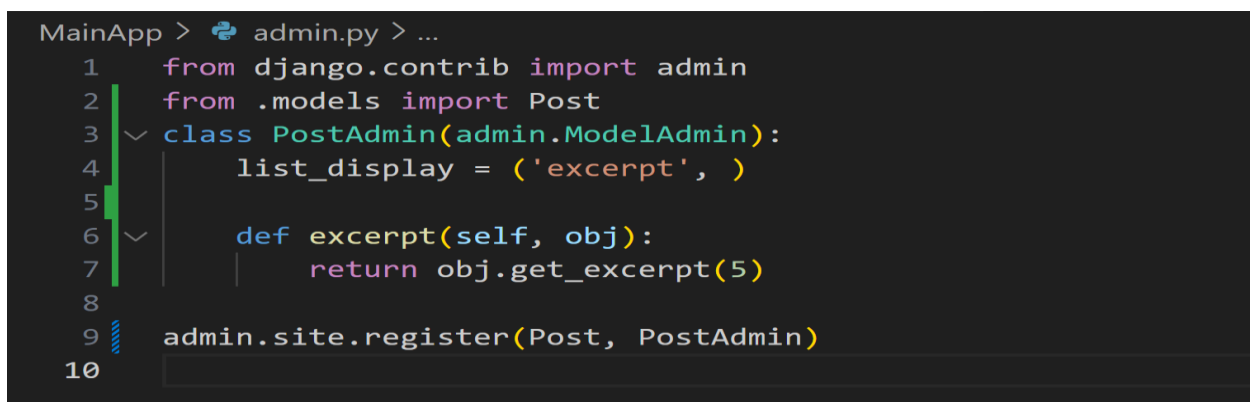 MainApp > admin.py > ...
1 from django.contrib import admin
2 from .models import Post
3 class PostAdmin(admin.ModelAdmin):
4 list_display = ('excerpt', )
5
6 def excerpt(self, obj):
7 return obj.get_excerpt(5)
8
9 admin.site.register(Post, PostAdmin)
10